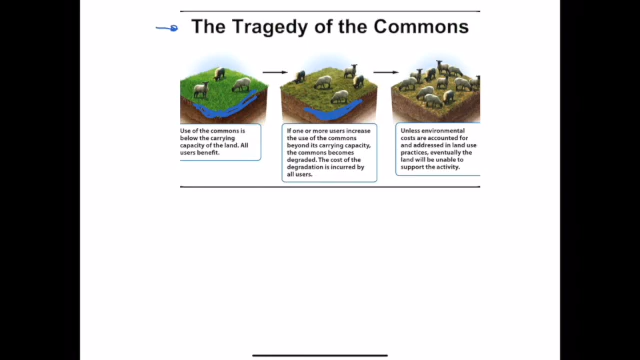 The Tragedy of the Commons
Use of the commons is
below the carrying
capacity of the land. All
users benefit.
If one or more users increase
the use of the commons
beyond its carrying capacity,
the commons becomes
degraded. The cost of the
degradation is incurred by
all users.
Unless environmental
costs are accounted for
and addressed in land use
practices, eventually the
land will be unable to
support the activity.